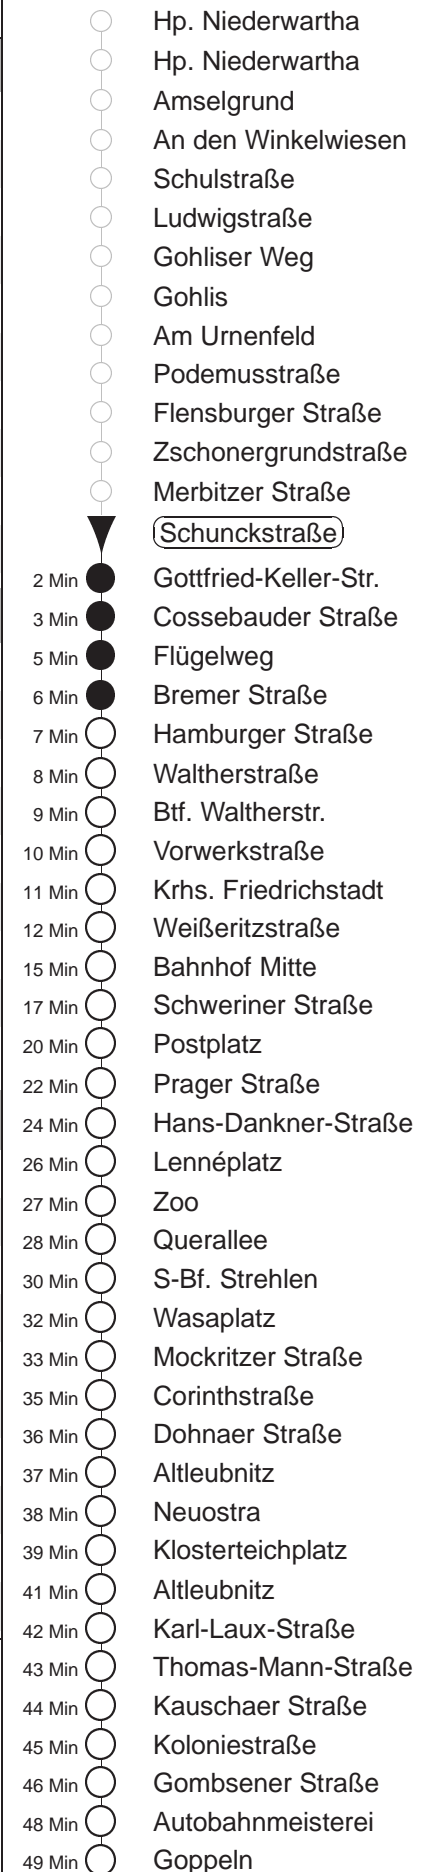 Hp. Niederwartha
Hp. Niederwartha
Amselgrund
An den Winkelwiesen
Schulstraße
Ludwigstraße
Gohliser Weg
Gohlis
Am Urnenfeld
Podemusstraße
Flensburger Straße
Zschonergrundstraße
Merbitzer Straße
Schunckstraße
2 Min Gottfried-Keller-Str.
3 Min Cossebauder Straße
5 Min Flügelweg
6 Min Bremer Straße
7 Min Hamburger Straße
8 Min Waltherstraße
9 Min Btf. Waltherstr.
10 Min Vorwerkstraße
11 Min Krhs. Friedrichstadt
12 Min Weißeritzstraße
15 Min Bahnhof Mitte
17 Min Schweriner Straße
20 Min Postplatz
22 Min Prager Straße
24 Min Hans-Dankner-Straße
26 Min Lennéplatz
27 Min Zoo
28 Min Querallee
30 Min S-Bf. Strehlen
32 Min Wasaplatz
33 Min Mockritzer Straße
35 Min Corinthstraße
36 Min Dohnaer Straße
37 Min Altleubnitz
38 Min Neuostra
39 Min Klosterteichplatz
41 Min Altleubnitz
42 Min Karl-Laux-Straße
43 Min Thomas-Mann-Straße
44 Min Kauschaer Straße
45 Min Koloniestraße
46 Min Gombsener Straße
48 Min Autobahnmeisterei
49 Min Goppeln